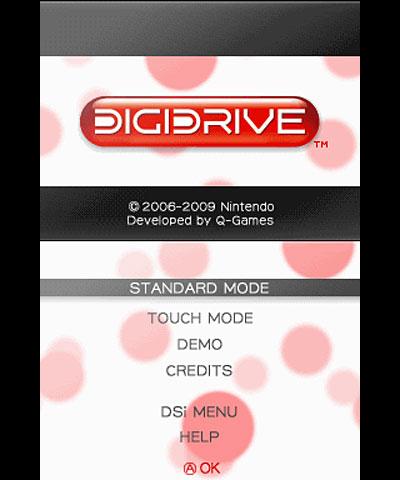 DIGIDRIVE
TM
© 2006-2009 Nintendo
Developed by Q-Games
STANDARD MODE
TOUCH MODE
DEMO
CREDITS
DSi MENU
HELP
Ⓐ OK